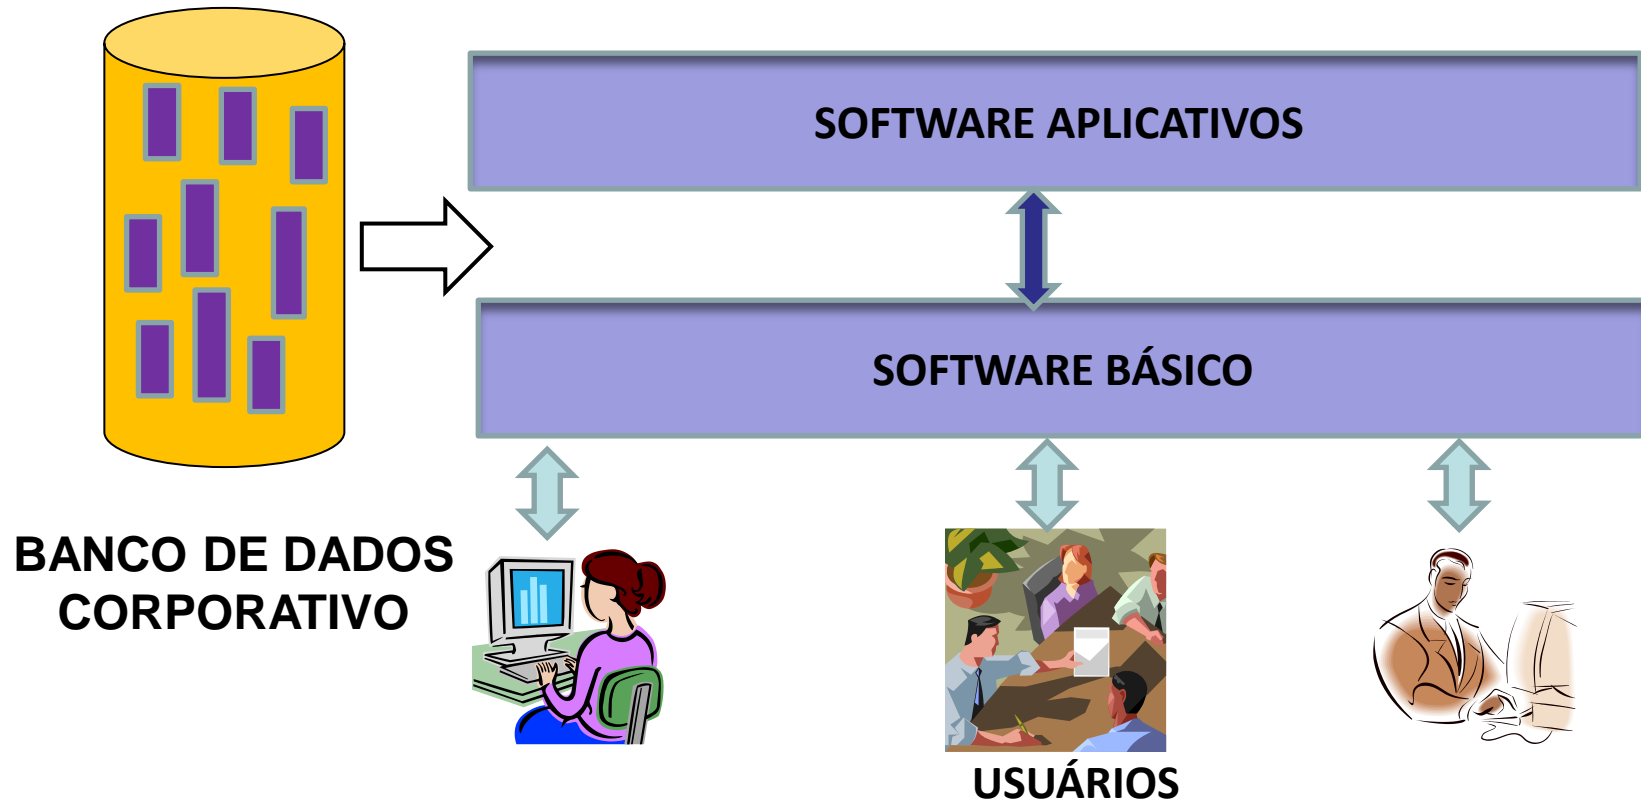 SOFTWARE APLICATIVOS
SOFTWARE BÁSICO
BANCO DE DADOS
CORPORATIVO
USUÁRIOS